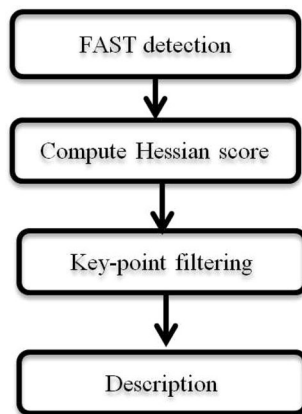 FAST detection
Compute Hessian score
Key-point filtering
Description